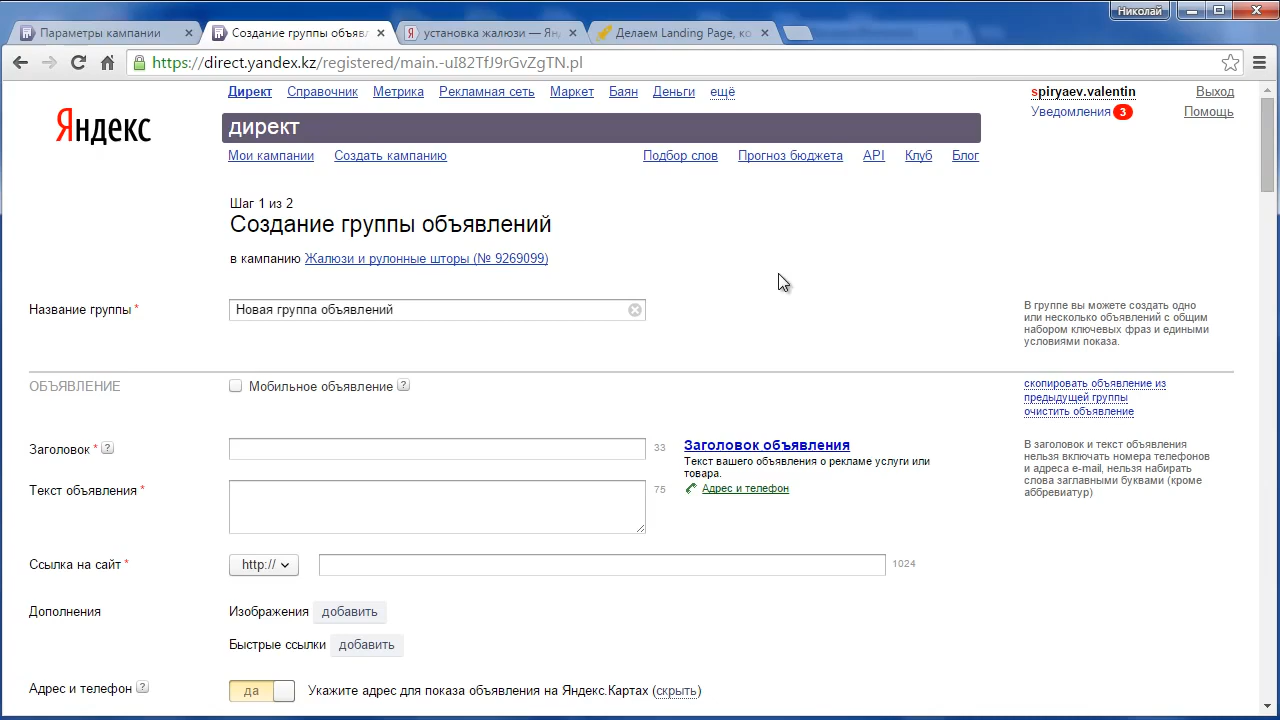 Николай
Параметры кампании
Создание группы объявл
установка жалюзи — Ян
Делаем Landing Page, ко
https://direct.yandex.kz/registered/main.-uI82TfJ9rGvZgTN.pl
Директ Справочник Метрика Рекламная сеть Маркет Баян Деньги ещё
spiryaev.valentin Выход
Уведомления 3 Помощь
Яндекс
директ
Мои кампании Создать кампанию Подбор слов Прогноз бюджета API Клуб Блог
Шаг 1 из 2
Создание группы объявлений
в кампанию Жалюзи и рулонные шторы (№ 9269099)
Название группы * Новая группа объявлений
В группе вы можете создать одно
или несколько объявлений с общим
набором ключевых фраз и едиными
условиями показа.
ОБЪЯВЛЕНИЕ Мобильное объявление ?
скопировать объявление из
предыдущей группы
очистить объявление
Заголовок * ? 33
Заголовок объявления
Текст вашего объявления о рекламе услуги или
товара.
Адрес и телефон
В заголовок и текст объявления
нельзя включать номера телефонов
и адреса e-mail, нельзя набирать
слова заглавными буквами (кроме
аббревиатур)
Текст объявления * 75
Ссылка на сайт * http:// 1024
Дополнения Изображения добавить
Быстрые ссылки добавить
Адрес и телефон ? да Укажите адрес для показа объявления на Яндекс.Картах (скрыть)